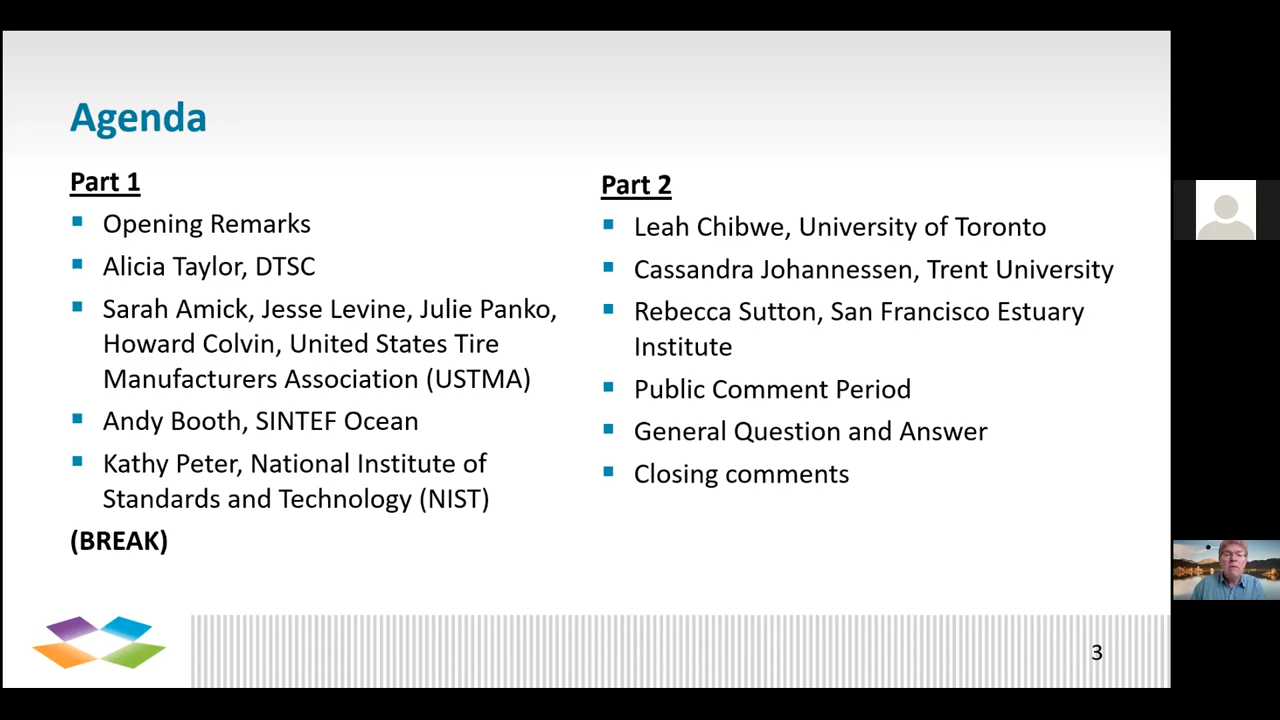 Agenda
Part 1
Opening Remarks
Alicia Taylor, DTSC
Sarah Amick, Jesse Levine, Julie Panko,
Howard Colvin, United States Tire
Manufacturers Association (USTMA)
Andy Booth, SINTEF Ocean
Kathy Peter, National Institute of
Standards and Technology (NIST)
(BREAK)
Part 2
Leah Chibwe, University of Toronto
Cassandra Johannessen, Trent University
Rebecca Sutton, San Francisco Estuary
Institute
Public Comment Period
General Question and Answer
Closing comments
3